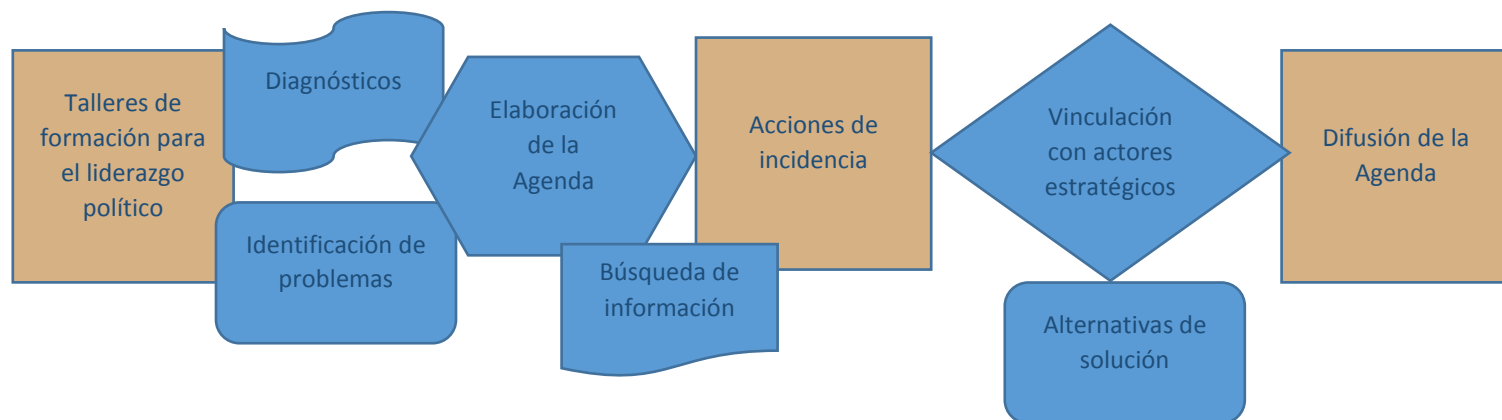 Talleres de
formación para
el liderazgo
político
Diagnósticos
Identificación de
problemas
Elaboración
de la
Agenda
Búsqueda de
información
Acciones de
incidencia
Vinculación
con actores
estratégicos
Alternativas de
solución
Difusión de la
Agenda